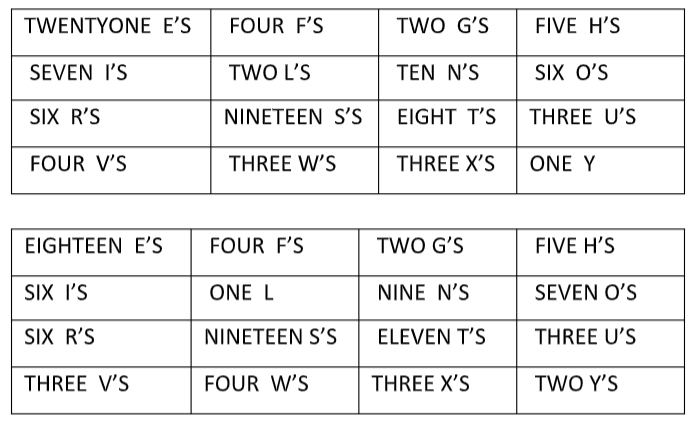 TWENTYONE E'S FOUR F'S TWO G'S FIVE H'S
SEVEN I'S TWO L'S TEN N'S SIX O'S
SIX R'S NINETEEN S'S EIGHT T'S THREE U'S
FOUR V'S THREE W'S THREE X'S ONE Y
EIGHTEEN E'S FOUR F'S TWO G'S FIVE H'S
SIX I'S ONE L NINE N'S SEVEN O'S
SIX R'S NINETEEN S'S ELEVEN T'S THREE U'S
THREE V'S FOUR W'S THREE X'S TWO Y'S